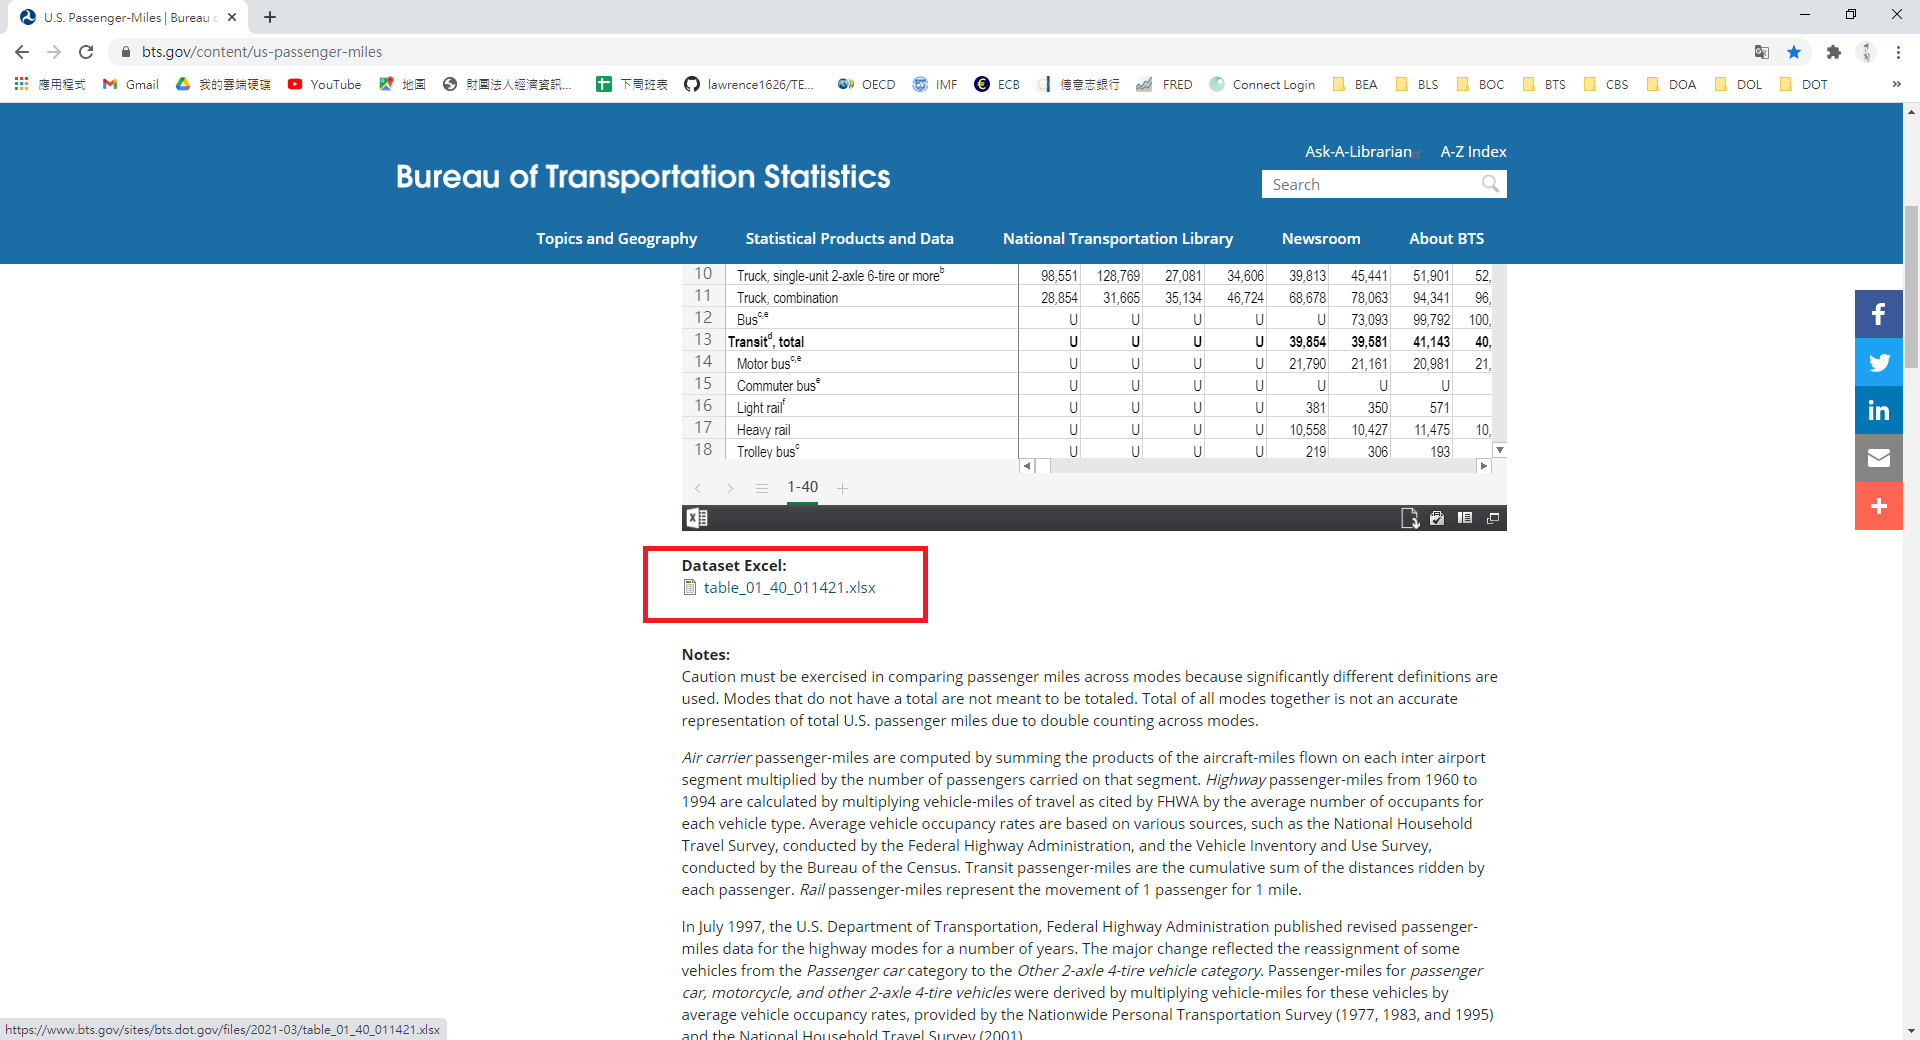 U.S. Passenger-Miles | Bureau
bts.gov/content/us-passenger-miles
應用程式 Gmail 我的雲端硬碟 YouTube 地圖 財團法人經濟資訊... 下周班表 lawrence1626/TE... OECD IMF ECB 德意志銀行 FRED Connect Login BEA BLS BOC BTS CBS DOA DOL DOT »
Ask-A-Librarian A-Z Index
Bureau of Transportation Statistics
Search
Topics and Geography Statistical Products and Data National Transportation Library Newsroom About BTS
10 Truck, single-unit 2-axle 6-tire or more^b 98,551 128,769 27,081 34,606 39,813 45,441 51,901 52,
11 Truck, combination 28,854 31,665 35,134 46,724 68,678 78,063 94,341 96,
12 Bus^c,e U U U U U 73,093 99,792 100,
13 Transit^d, total U U U U 39,854 39,581 41,143 40,
14 Motor bus^c,e U U U U 21,790 21,161 20,981 21,
15 Commuter bus^e U U U U U U U
16 Light rail^f U U U U 381 350 571
17 Heavy rail U U U U 10,558 10,427 11,475 10,
18 Trolley bus^c U U U U 219 306 193
1-40
Dataset Excel:
table_01_40_011421.xlsx
Notes:
Caution must be exercised in comparing passenger miles across modes because significantly different definitions are
used. Modes that do not have a total are not meant to be totaled. Total of all modes together is not an accurate
representation of total U.S. passenger miles due to double counting across modes.
Air carrier passenger-miles are computed by summing the products of the aircraft-miles flown on each inter airport
segment multiplied by the number of passengers carried on that segment. Highway passenger-miles from 1960 to
1994 are calculated by multiplying vehicle-miles of travel as cited by FHWA by the average number of occupants for
each vehicle type. Average vehicle occupancy rates are based on various sources, such as the National Household
Travel Survey, conducted by the Federal Highway Administration, and the Vehicle Inventory and Use Survey,
conducted by the Bureau of the Census. Transit passenger-miles are the cumulative sum of the distances ridden by
each passenger. Rail passenger-miles represent the movement of 1 passenger for 1 mile.
In July 1997, the U.S. Department of Transportation, Federal Highway Administration published revised passenger-
miles data for the highway modes for a number of years. The major change reflected the reassignment of some
vehicles from the Passenger car category to the Other 2-axle 4-tire vehicle category. Passenger-miles for passenger
car, motorcycle, and other 2-axle 4-tire vehicles were derived by multiplying vehicle-miles for these vehicles by
average vehicle occupancy rates, provided by the Nationwide Personal Transportation Survey (1977, 1983, and 1995)
and the National Household Travel Survey (2001).
https://www.bts.gov/sites/bts.dot.gov/files/2021-03/table_01_40_011421.xlsx